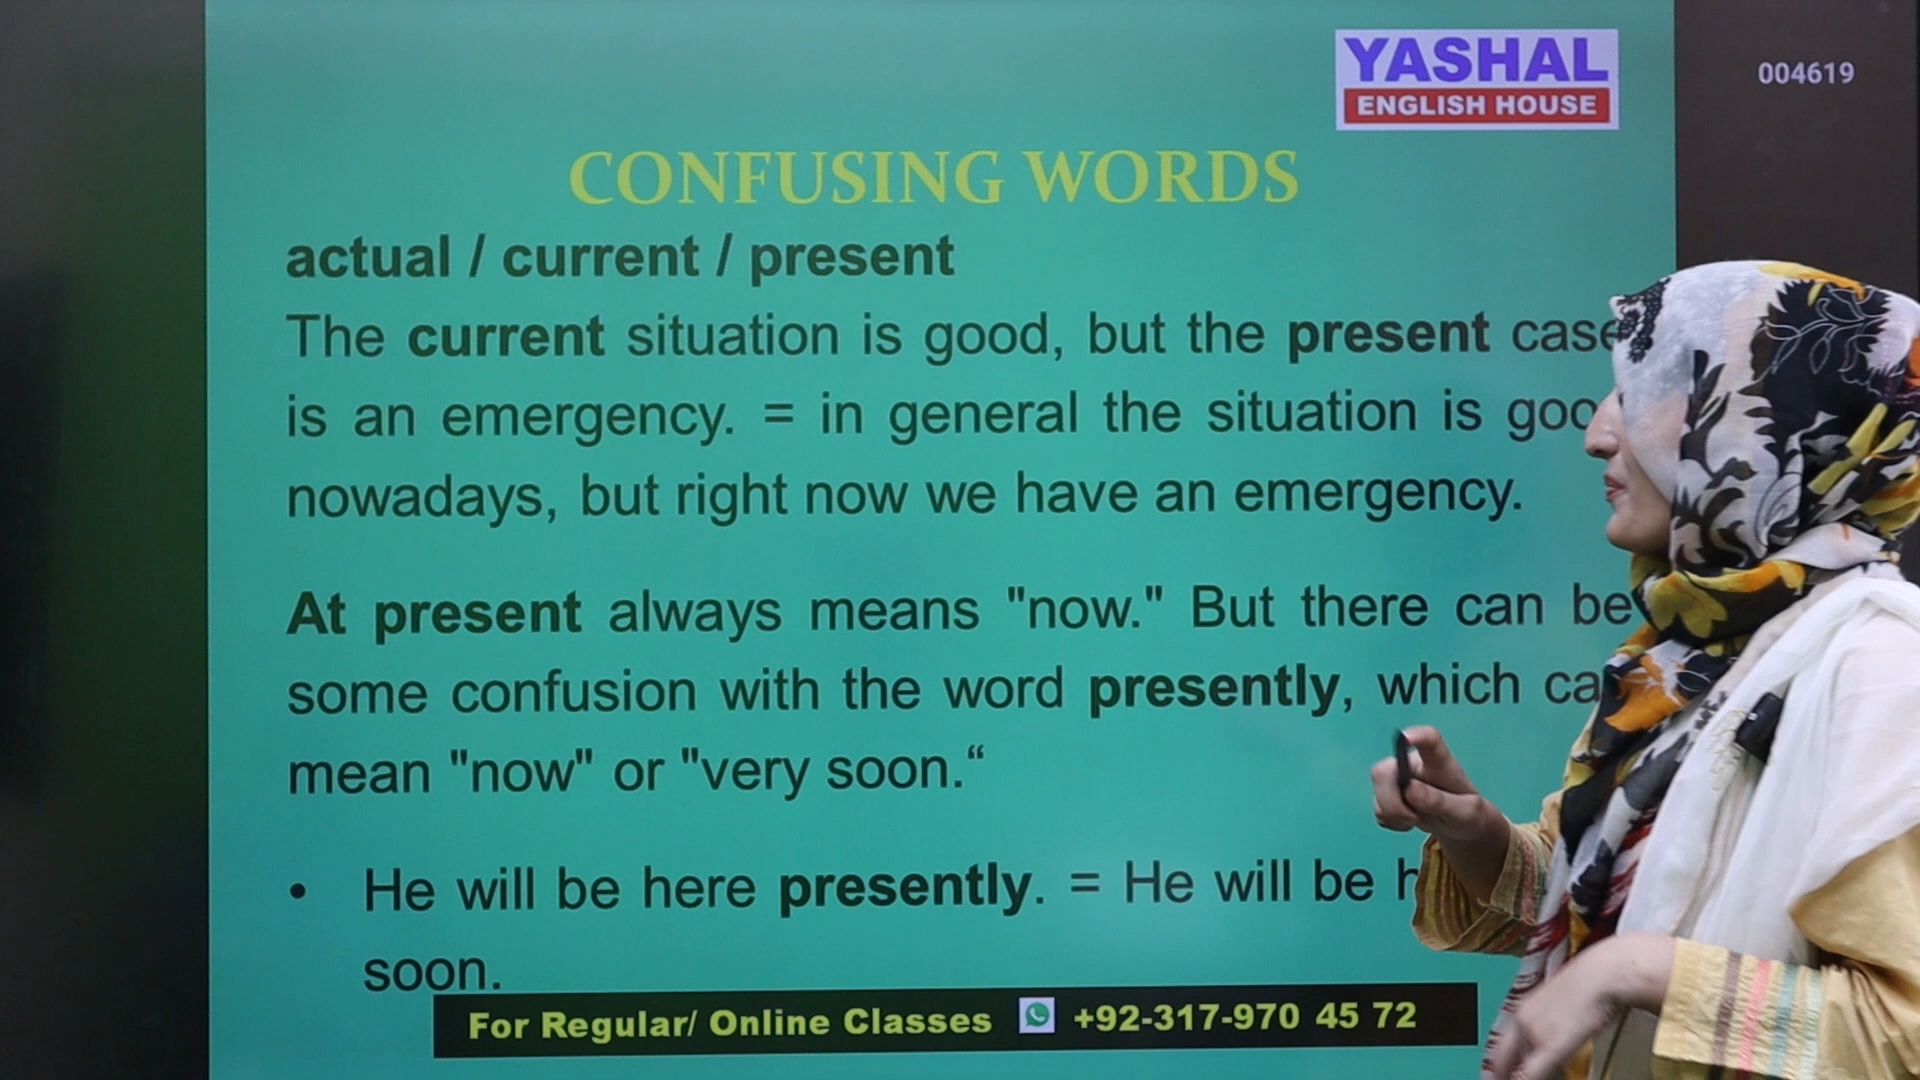 YASHAL
ENGLISH HOUSE
004619
CONFUSING WORDS
actual / current / present
The current situation is good, but the present case
is an emergency. = in general the situation is
nowadays, but right now we have an emergency.
At present always means "now." But there can be
some confusion with the word presently, which
mean "now" or "very soon.“
• He will be here presently. = He will be
soon.
For Regular/ Online Classes +92-317-970 45 72